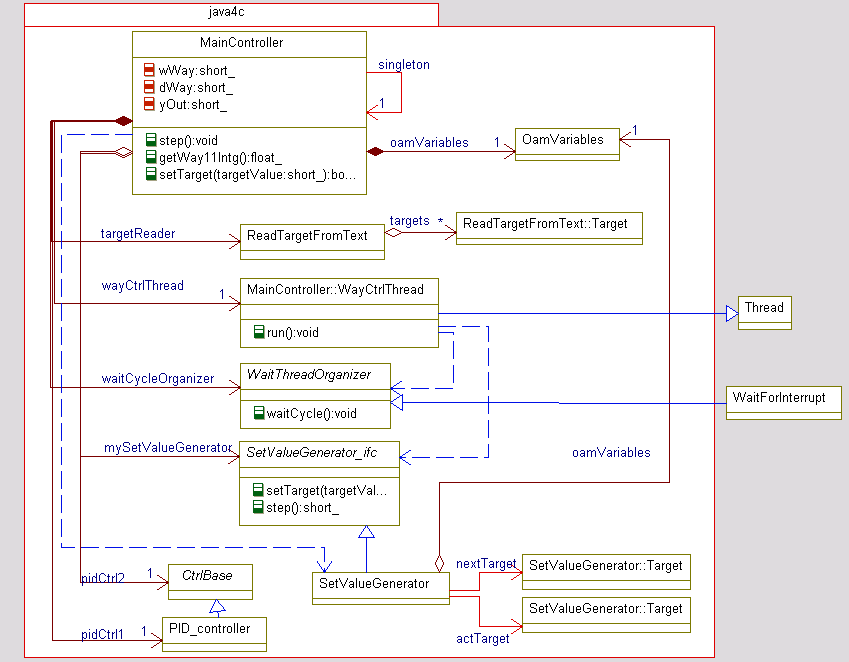 java4c
MainController
wWay:short_
dWay:short_
yOut:short_
step():void
getWay11Intg():float_
setTarget(targetValue:short_):bo...
singleton
1
oamVariables
1
OamVariables
1
targetReader
ReadTargetFromText
targets
*
ReadTargetFromText::Target
wayCtrlThread
1
MainController::WayCtrlThread
run():void
Thread
waitCycleOrganizer
WaitThreadOrganizer
waitCycle():void
WaitForInterrupt
mySetValueGenerator
SetValueGenerator_ifc
setTarget(targetVal...
step():short_
oamVariables
pidCtrl2
1
CtrlBase
SetValueGenerator
nextTarget
SetValueGenerator::Target
SetValueGenerator::Target
actTarget
pidCtrl1
1
PID_controller